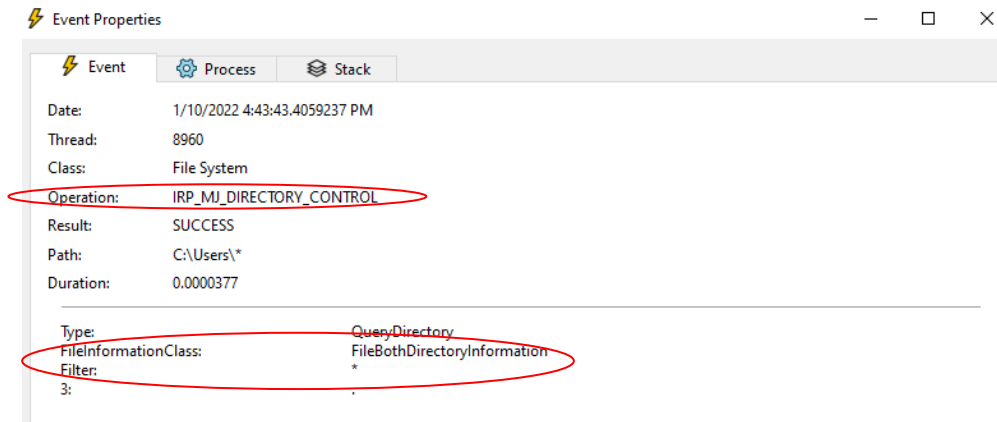 Event Properties
Event Process Stack
Date: 1/10/2022 4:43:43.4059237 PM
Thread: 8960
Class: File System
Operation: IRP_MJ_DIRECTORY_CONTROL
Result: SUCCESS
Path: C:\Users\*
Duration: 0.0000377
Type: QueryDirectory
FileInformationClass: FileBothDirectoryInformation
Filter: *
3: .